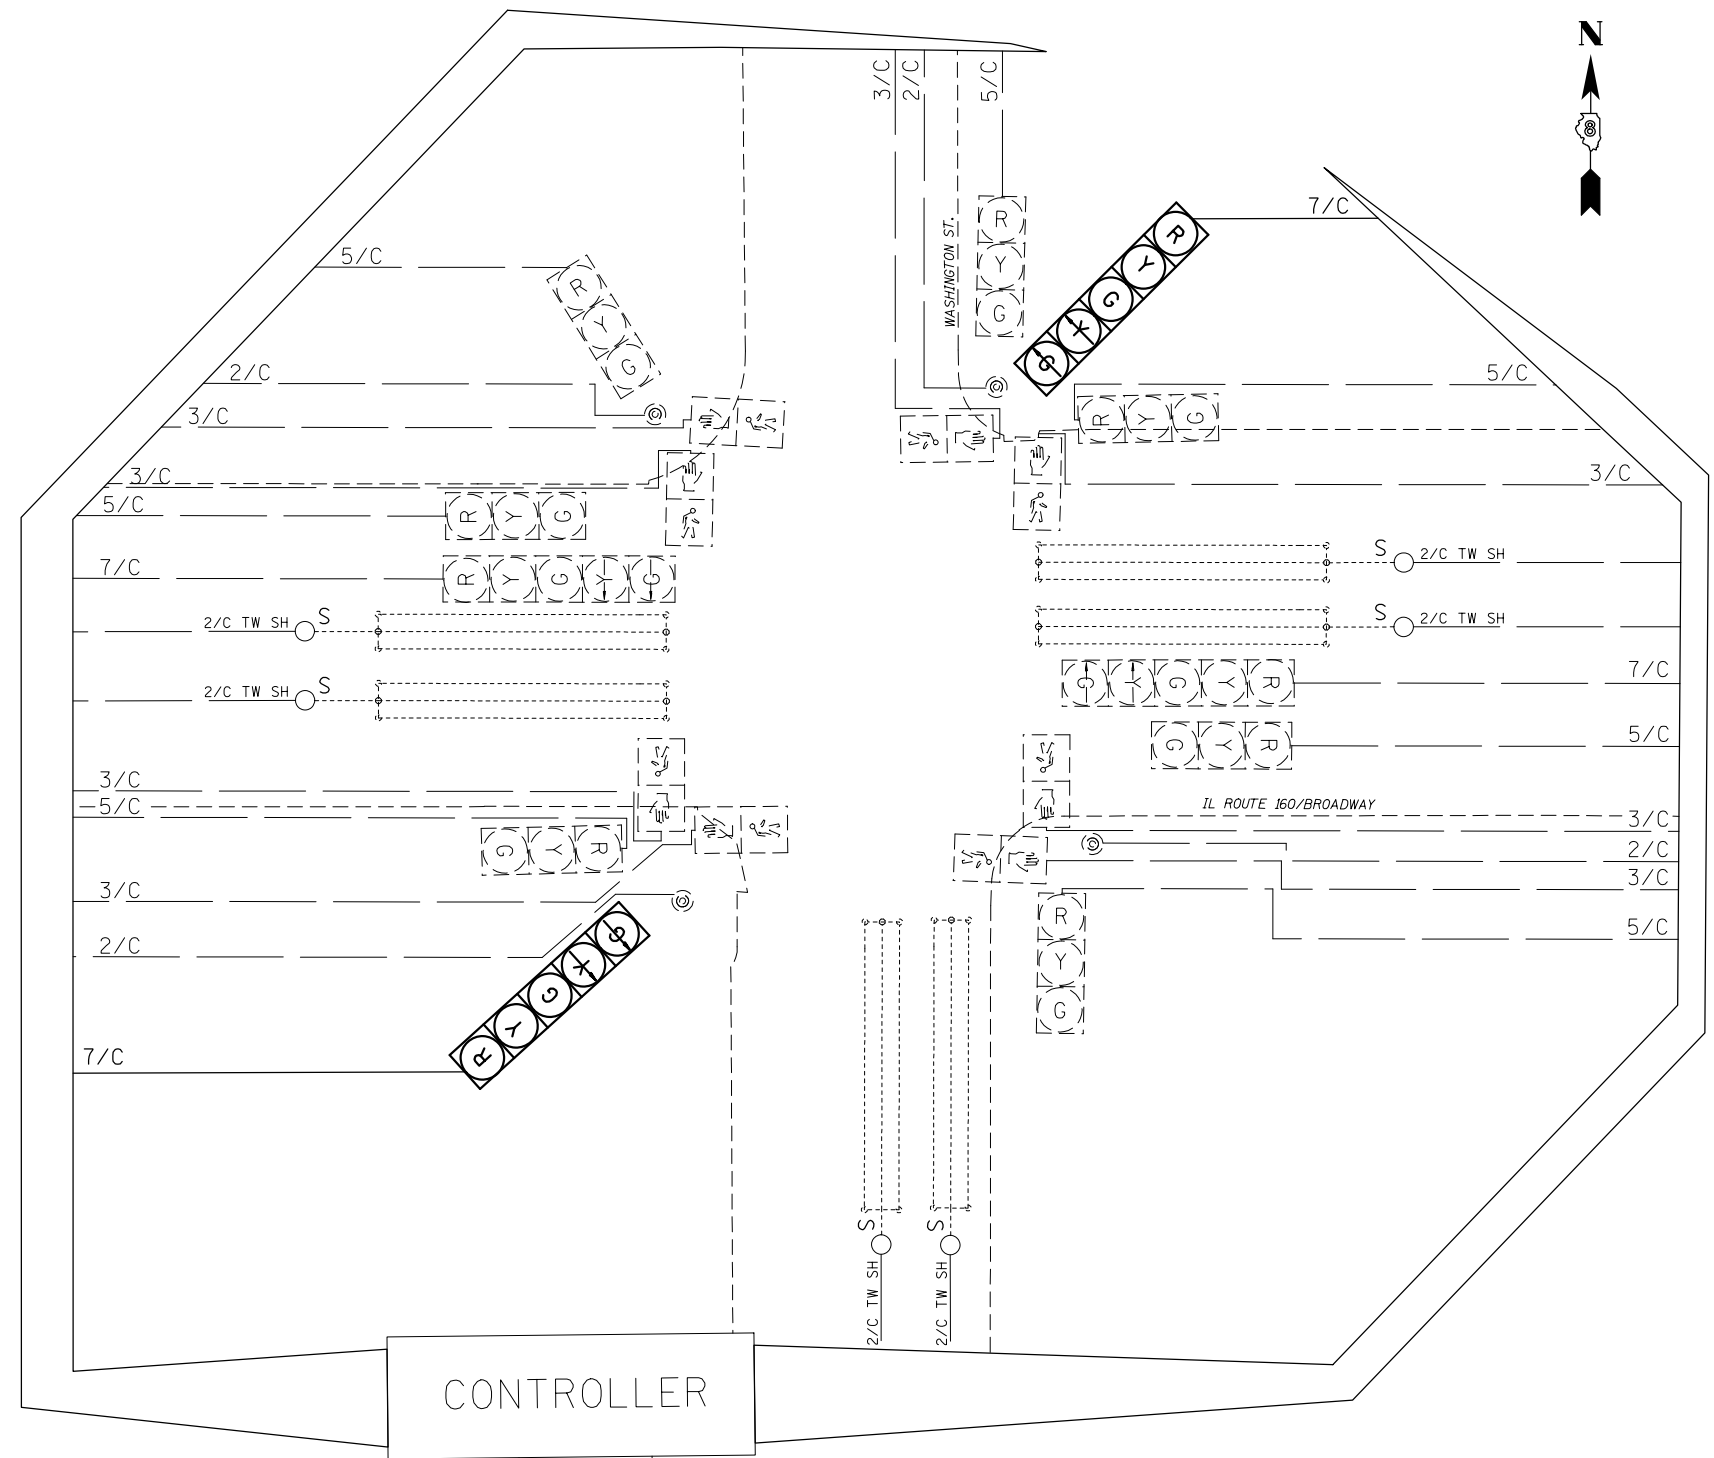 N
8
3/C
2/C
5/C
7/C
WASHINGTON ST.
R
Y
G
R
Y
G
Y
G
5/C
R
Y
G
2/C
5/C
3/C
R Y G
3/C
3/C
5/C
R Y G
7/C
R Y G Y G
S 2/C TW SH
2/C TW SH S
S 2/C TW SH
G Y G Y R
7/C
2/C TW SH S
G Y R
5/C
3/C
5/C
IL ROUTE 160/BROADWAY
3/C
G Y R
2/C
3/C
3/C
R
Y
G
5/C
2/C
G
Y
G
Y
R
7/C
S
S
2/C TW SH
2/C TW SH
CONTROLLER